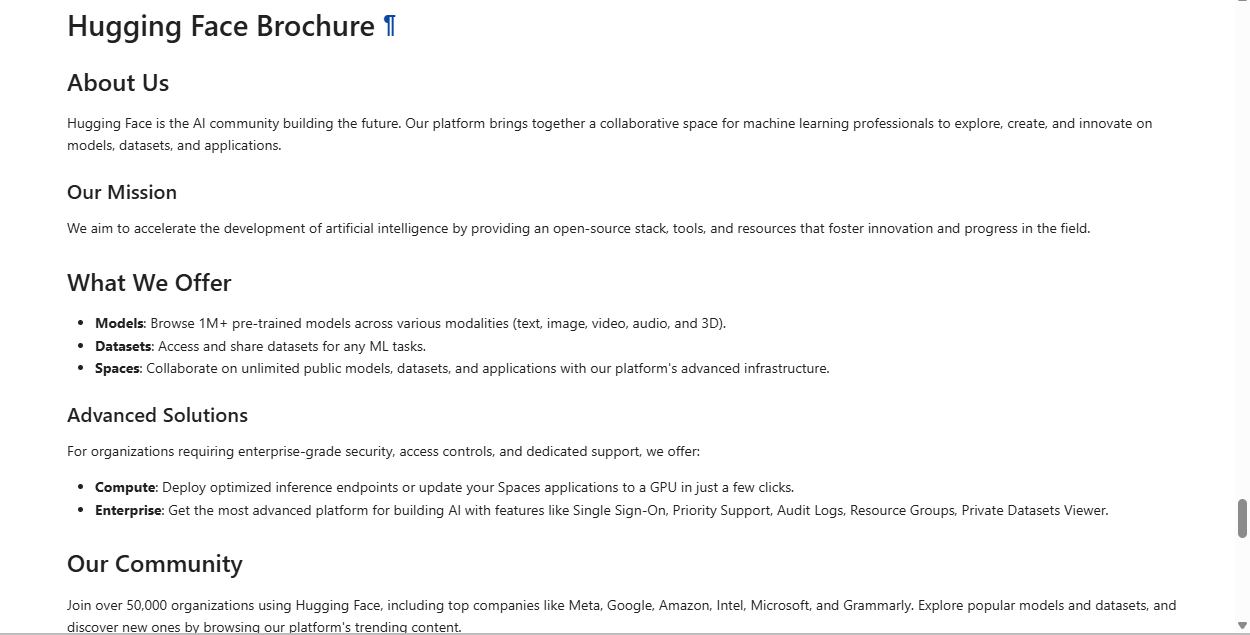 Hugging Face Brochure ¶
About Us
Hugging Face is the AI community building the future. Our platform brings together a collaborative space for machine learning professionals to explore, create, and innovate on
models, datasets, and applications.
Our Mission
We aim to accelerate the development of artificial intelligence by providing an open-source stack, tools, and resources that foster innovation and progress in the field.
What We Offer
• Models: Browse 1M+ pre-trained models across various modalities (text, image, video, audio, and 3D).
• Datasets: Access and share datasets for any ML tasks.
• Spaces: Collaborate on unlimited public models, datasets, and applications with our platform's advanced infrastructure.
Advanced Solutions
For organizations requiring enterprise-grade security, access controls, and dedicated support, we offer:
• Compute: Deploy optimized inference endpoints or update your Spaces applications to a GPU in just a few clicks.
• Enterprise: Get the most advanced platform for building AI with features like Single Sign-On, Priority Support, Audit Logs, Resource Groups, Private Datasets Viewer.
Our Community
Join over 50,000 organizations using Hugging Face, including top companies like Meta, Google, Amazon, Intel, Microsoft, and Grammarly. Explore popular models and datasets, and
discover new ones by browsing our platform's trending content.